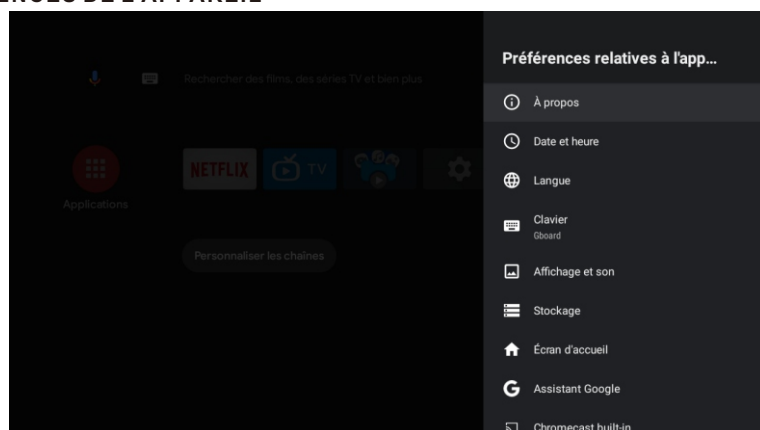 Préférences relatives à l'app...
Rechercher des films, des séries TV et bien plus
À propos
Date et heure
NETFLIX
TV
Langue
Applications
Clavier
Gboard
Personnaliser les chaînes
Affichage et son
Stockage
Écran d'accueil
Assistant Google
Chromecast built-in